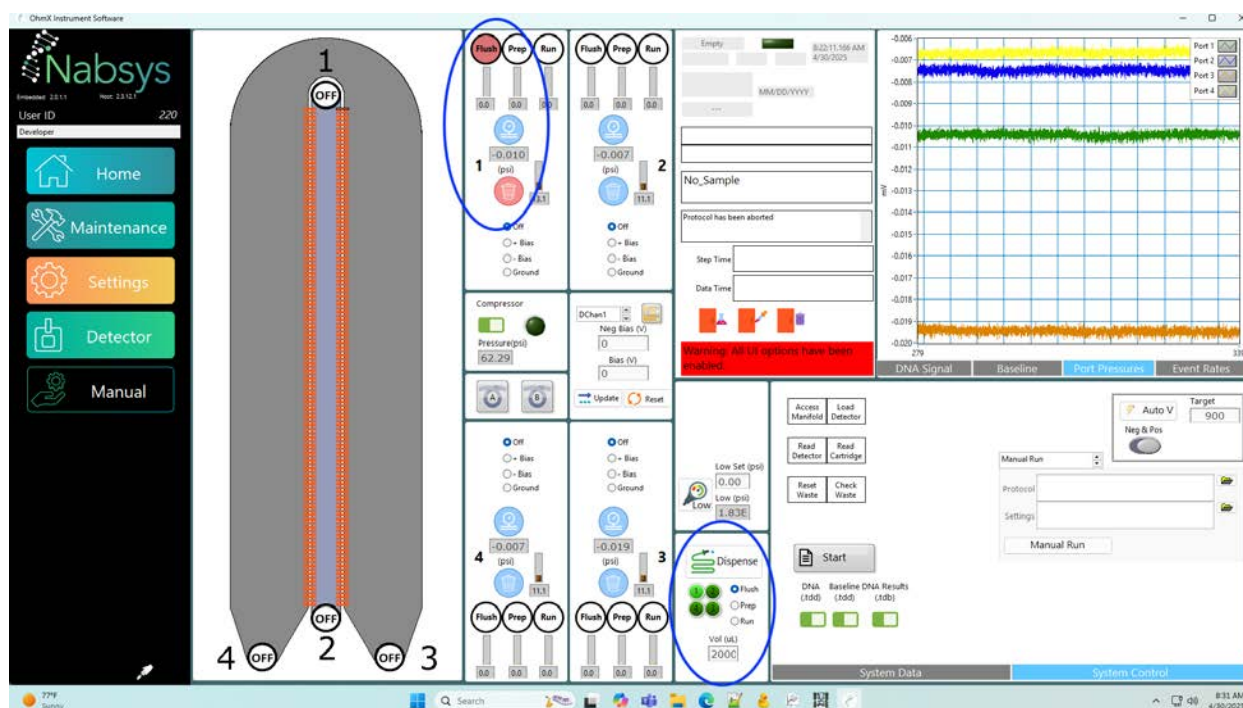 OhmX Instrument Software
Nabsys
Embedded 2.0.1.1 Host: 2.3.12.1
User ID 220
Developer
Home
Maintenance
Settings
Detector
Manual
1
OFF
OFF
4 OFF 2 OFF 3
Flush Prep Run
0.0 0.0 0.0
-0.010
1 (psi)
Off
+ Bias
- Bias
Ground
Flush Prep Run
0.0 0.0 0.0
-0.007
(psi) 2
11.1
Off
+ Bias
- Bias
Ground
Compressor
Pressure(psi)
62.29
A B
DChan1
Neg Bias (V)
0
Bias (V)
0
Update Reset
Off
+ Bias
- Bias
Ground
-0.007
4 (psi)
11.1
Flush Prep Run
0.0 0.0 0.0
Off
+ Bias
- Bias
Ground
-0.019
(psi) 3
11.1
Flush Prep Run
0.0 0.0 0.0
Empty
8:22:11.166 AM
4/30/2025
MM/DD/YYYY
---
No_Sample
Protocol has been aborted
Step Time
Data Time
Warning: All UI options have been
enabled.
Low Set (psi)
0.00
Low (psi)
Low 1.83E
Dispense
Flush
Prep
Run
Vol (uL)
2000
mV
-0.006
-0.007
-0.008
-0.009
-0.010
-0.011
-0.012
-0.013
-0.014
-0.015
-0.016
-0.017
-0.018
-0.019
-0.020
279
Port 1
Port 2
Port 3
Port 4
DNA Signal Baseline Port Pressures Event Rates
Access Manifold
Load Detector
Read Detector
Read Cartridge
Reset Waste
Check Waste
Start
DNA (.tdd)
Baseline (.tdd)
DNA Results (.tdb)
Auto V
Target
900
Neg & Pos
Manual Run
Protocol
Settings
Manual Run
System Data System Control
77°F
Sunny
Search
8:31 AM
4/30/2025